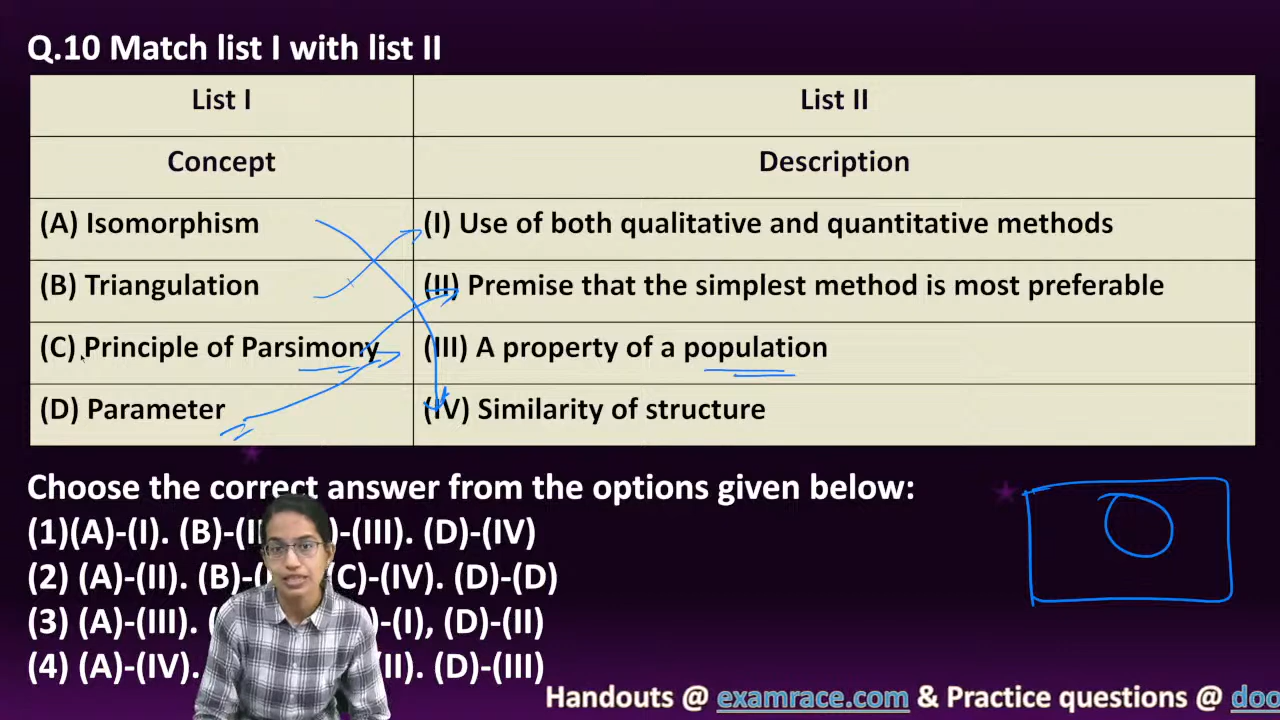 Q.10 Match list I with list II
List I List II
Concept Description
(A) Isomorphism (I) Use of both qualitative and quantitative methods
(B) Triangulation (II) Premise that the simplest method is most preferable
(C) Principle of Parsimony (III) A property of a population
(D) Parameter (IV) Similarity of structure
Choose the correct answer from the options given below:
(1)(A)-(I). (B)-(II -(III). (D)-(IV)
(2) (A)-(II). (B)- (C)-(IV). (D)-(D)
(3) (A)-(III). -(I), (D)-(II)
(4) (A)-(IV). (II). (D)-(III)
Handouts @ examrace.com & Practice questions @ doo